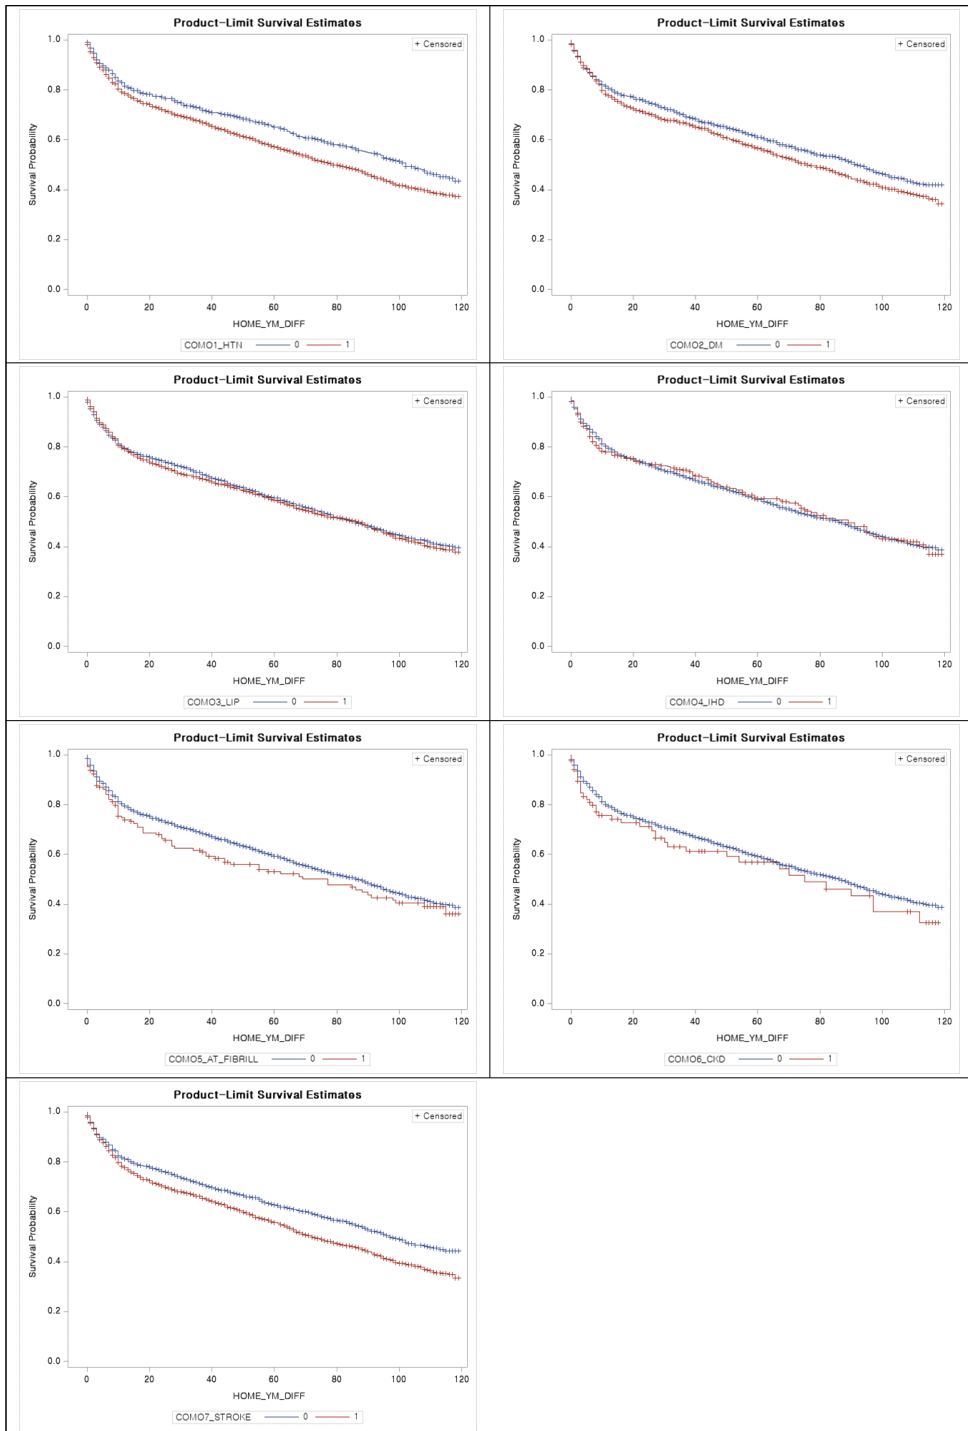 Product-Limit Survival Estimates
+ Censored
1.0
0.8
0.6
0.4
0.2
0.0
Survival Probability
0 20 40 60 80 100 120
HOME_YM_DIFF
COMO1_HTN 0 1
Product-Limit Survival Estimates
+ Censored
1.0
0.8
0.6
0.4
0.2
0.0
Survival Probability
0 20 40 60 80 100 120
HOME_YM_DIFF
COMO2_DM 0 1
Product-Limit Survival Estimates
+ Censored
1.0
0.8
0.6
0.4
0.2
0.0
Survival Probability
0 20 40 60 80 100 120
HOME_YM_DIFF
COMO3_LIP 0 1
Product-Limit Survival Estimates
+ Censored
1.0
0.8
0.6
0.4
0.2
0.0
Survival Probability
0 20 40 60 80 100 120
HOME_YM_DIFF
COMO4_IHD 0 1
Product-Limit Survival Estimates
+ Censored
1.0
0.8
0.6
0.4
0.2
0.0
Survival Probability
0 20 40 60 80 100 120
HOME_YM_DIFF
COMO5_AT_FIBRILL 0 1
Product-Limit Survival Estimates
+ Censored
1.0
0.8
0.6
0.4
0.2
0.0
Survival Probability
0 20 40 60 80 100 120
HOME_YM_DIFF
COMO6_CKD 0 1
Product-Limit Survival Estimates
+ Censored
1.0
0.8
0.6
0.4
0.2
0.0
Survival Probability
0 20 40 60 80 100 120
HOME_YM_DIFF
COMO7_STROKE 0 1